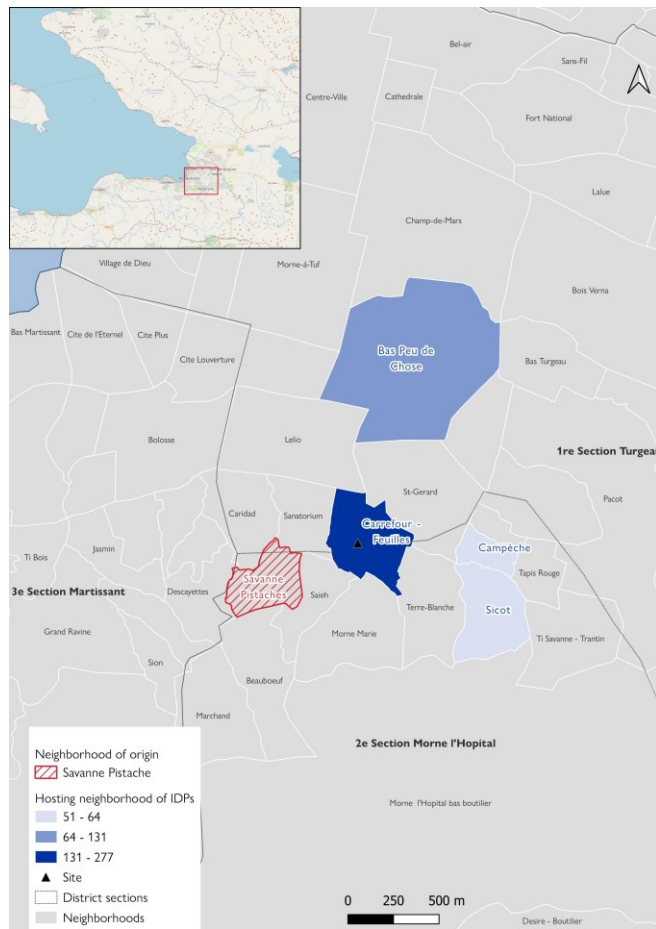 Bel-air
Sans-Fil
Centre-Ville
Cathedrale
Fort National
Lalue
Champ-de-Mars
Village de Dieu
Morne-à-Tuf
Bois Verna
Bas Martissant
Cite de l'Eternel
Cite Plus
Cite Louverture
Bas Peu de
Chose
Bas Turgeau
Bolosse
Lelio
1re Section Turgeau
St-Gerard
Pacot
Caridad
Sanatorium
Carrefour -
Feuilles
Ti Bois
Jasmin
Campèche
Tapis Rouge
Savanne
Pistaches
3e Section Martissant
Descayettes
Saieh
Terre-Blanche
Sicot
Grand Ravine
Morne Marie
Ti Savanne - Trantin
Sion
Beauboeuf
Marchand
2e Section Morne l'Hopital
Neighborhood of origin
Savanne Pistache
Hosting neighborhood of IDPs
51 - 64
64 - 131
131 - 277
Site
District sections
Neighborhoods
Morne l'Hopital bas boutilier
0 250 500 m
Desire - Boutilier